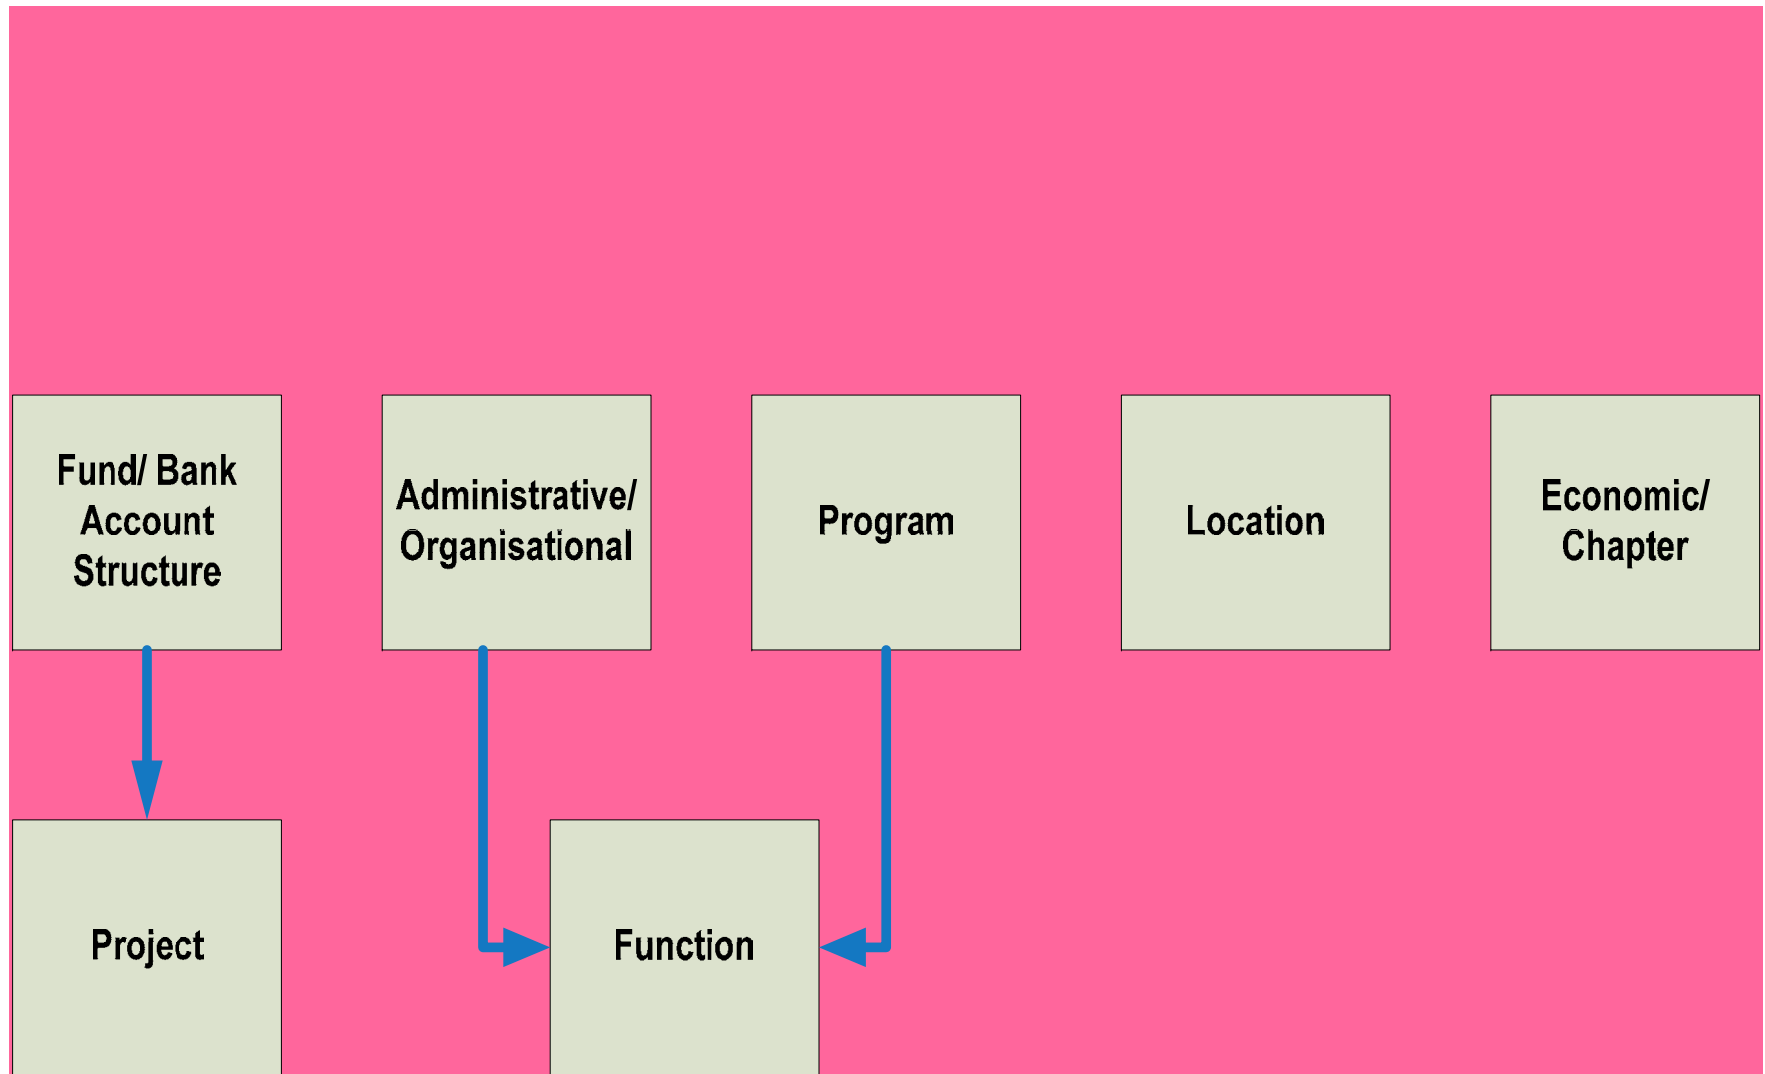 Fund/ Bank
Account
Structure
Administrative/
Organisational
Program
Location
Economic/
Chapter
Project
Function